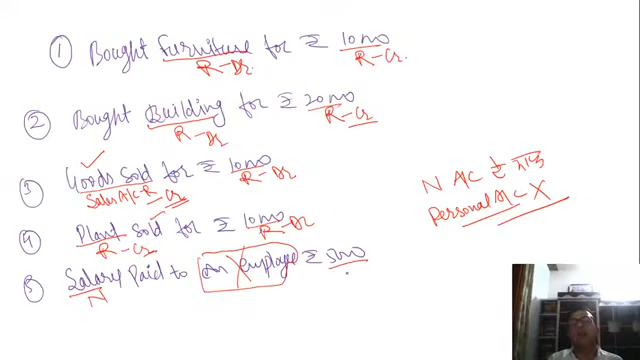 ① Bought Furniture for ₹ 10000
R-Dr. R-Cr.
② Bought Building for ₹ 20000
R-Dr R-Cr
③ Goods Sold for ₹ 10000
Sales A/C-R-Cr R-Dr
④ Plant Sold for ₹ 10000
R-Cr R-Dr
⑤ Salary Paid to An employee ₹ 5000
N
N A/C के साथ
Personal A/C X